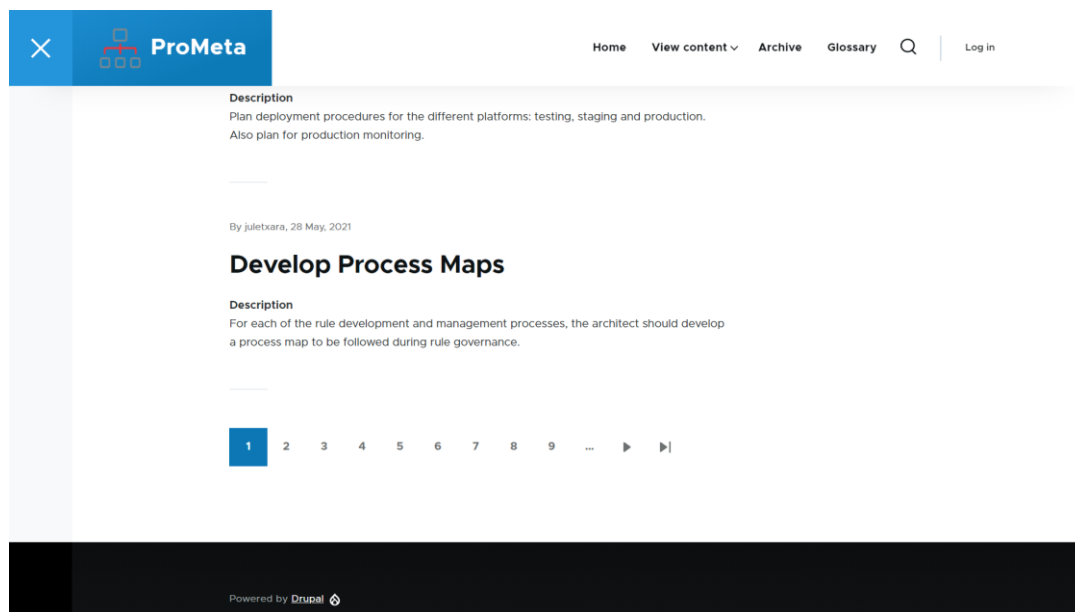 ProMeta
Home View content Archive Glossary Log in
Description
Plan deployment procedures for the different platforms: testing, staging and production.
Also plan for production monitoring.
By juletxara, 28 May, 2021
Develop Process Maps
Description
For each of the rule development and management processes, the architect should develop
a process map to be followed during rule governance.
1 2 3 4 5 6 7 8 9 ...
Powered by Drupal